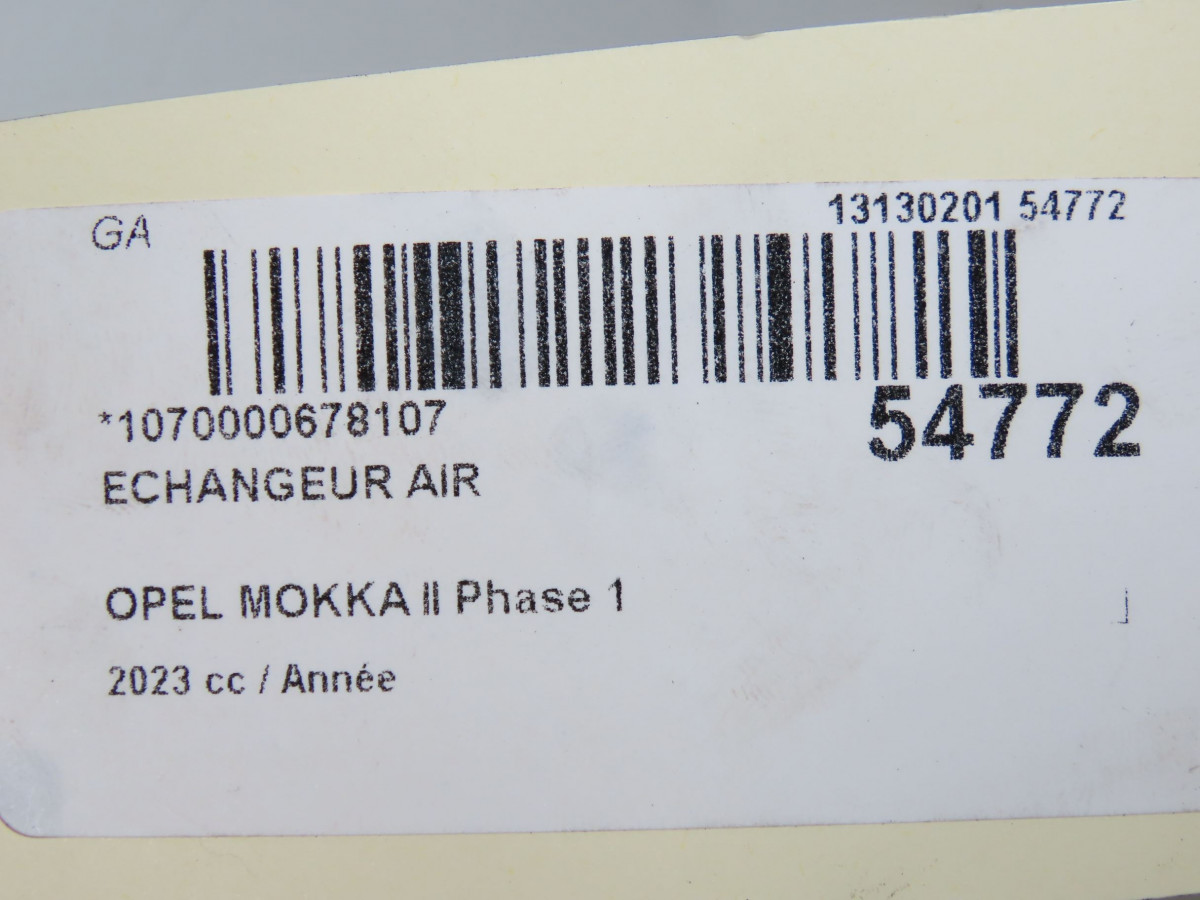 GA
13130201 54772
*1070000678107
54772
ECHANGEUR AIR
OPEL MOKKA II Phase 1
2023 cc / Année